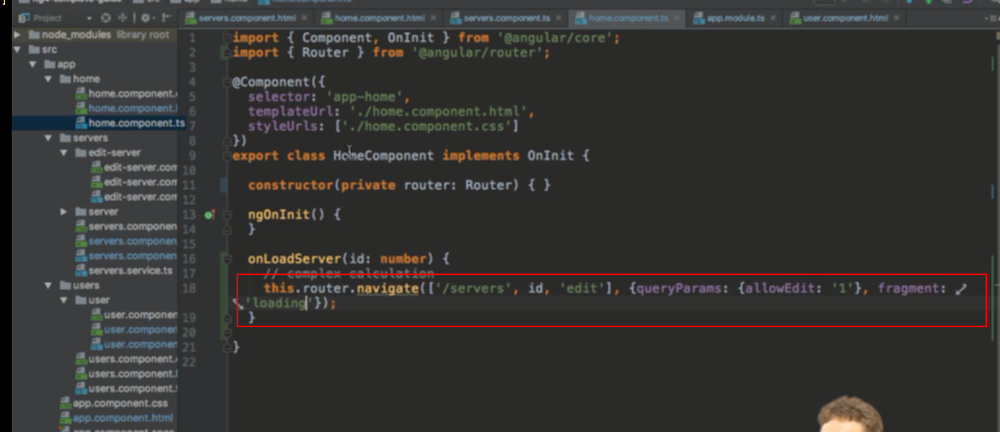 Project
servers.component.html
home.component.html
servers.component.ts
home.component.ts
app.module.ts
user.component.html
node_modules library root
src
app
home
home.component.
home.component.
home.component.ts
servers
edit-server
edit-server.com
edit-server.com
edit-server.com
server
servers.componen
servers.componen
servers.componen
servers.service.ts
users
user
user.componen
user.componen
user.componen
users.component.
users.component.
users.component.
app.component.css
app.component.html
1 import { Component, OnInit } from '@angular/core';
2 import { Router } from '@angular/router';
3
4 @Component({
5 selector: 'app-home',
6 templateUrl: './home.component.html',
7 styleUrls: ['./home.component.css']
8 })
9 export class HomeComponent implements OnInit {
10
11 constructor(private router: Router) { }
12
13 ngOnInit() {
14 }
15
16 onLoadServer(id: number) {
17 // complex calculation
18 this.router.navigate(['/servers', id, 'edit'], {queryParams: {allowEdit: '1'}, fragment:
'loading'});
19 }
20
21 }
22